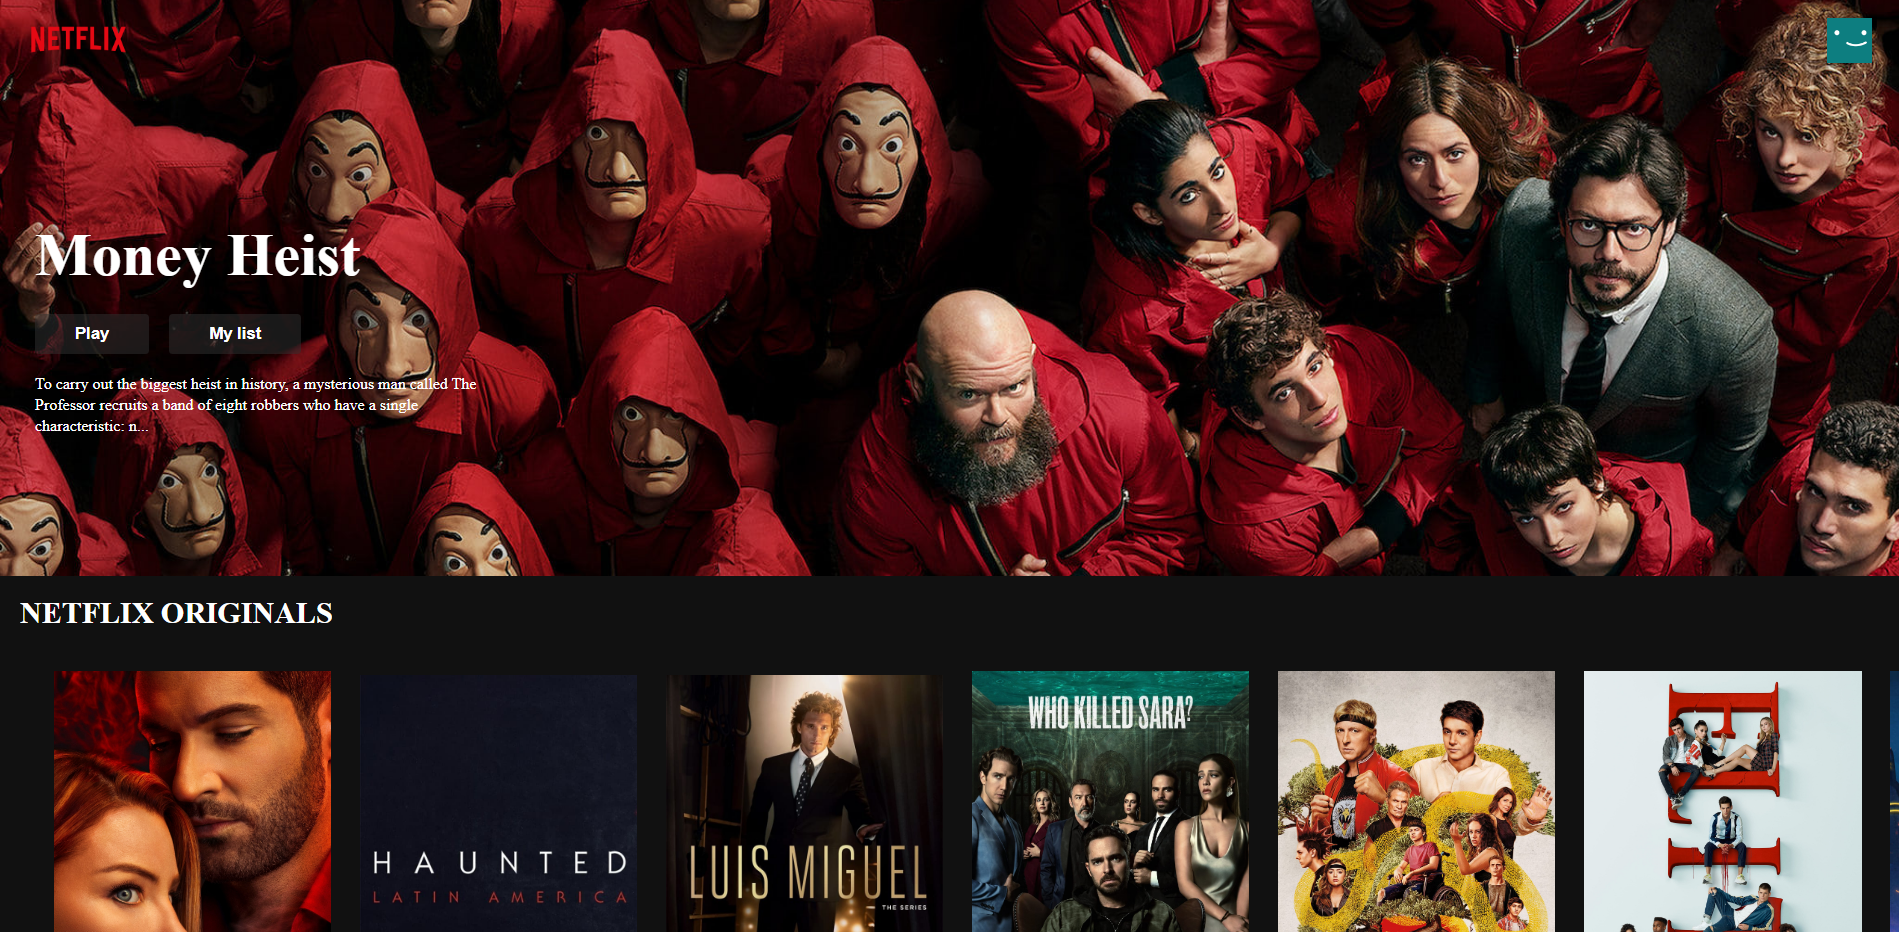 NETFLIX
Money Heist
Play
My list
To carry out the biggest heist in history, a mysterious man called The
Professor recruits a band of eight robbers who have a single
characteristic: n...
NETFLIX ORIGINALS
HAUNTED
LATIN AMERICA
LUIS MIGUEL
THE SERIES
WHO KILLED SARA?